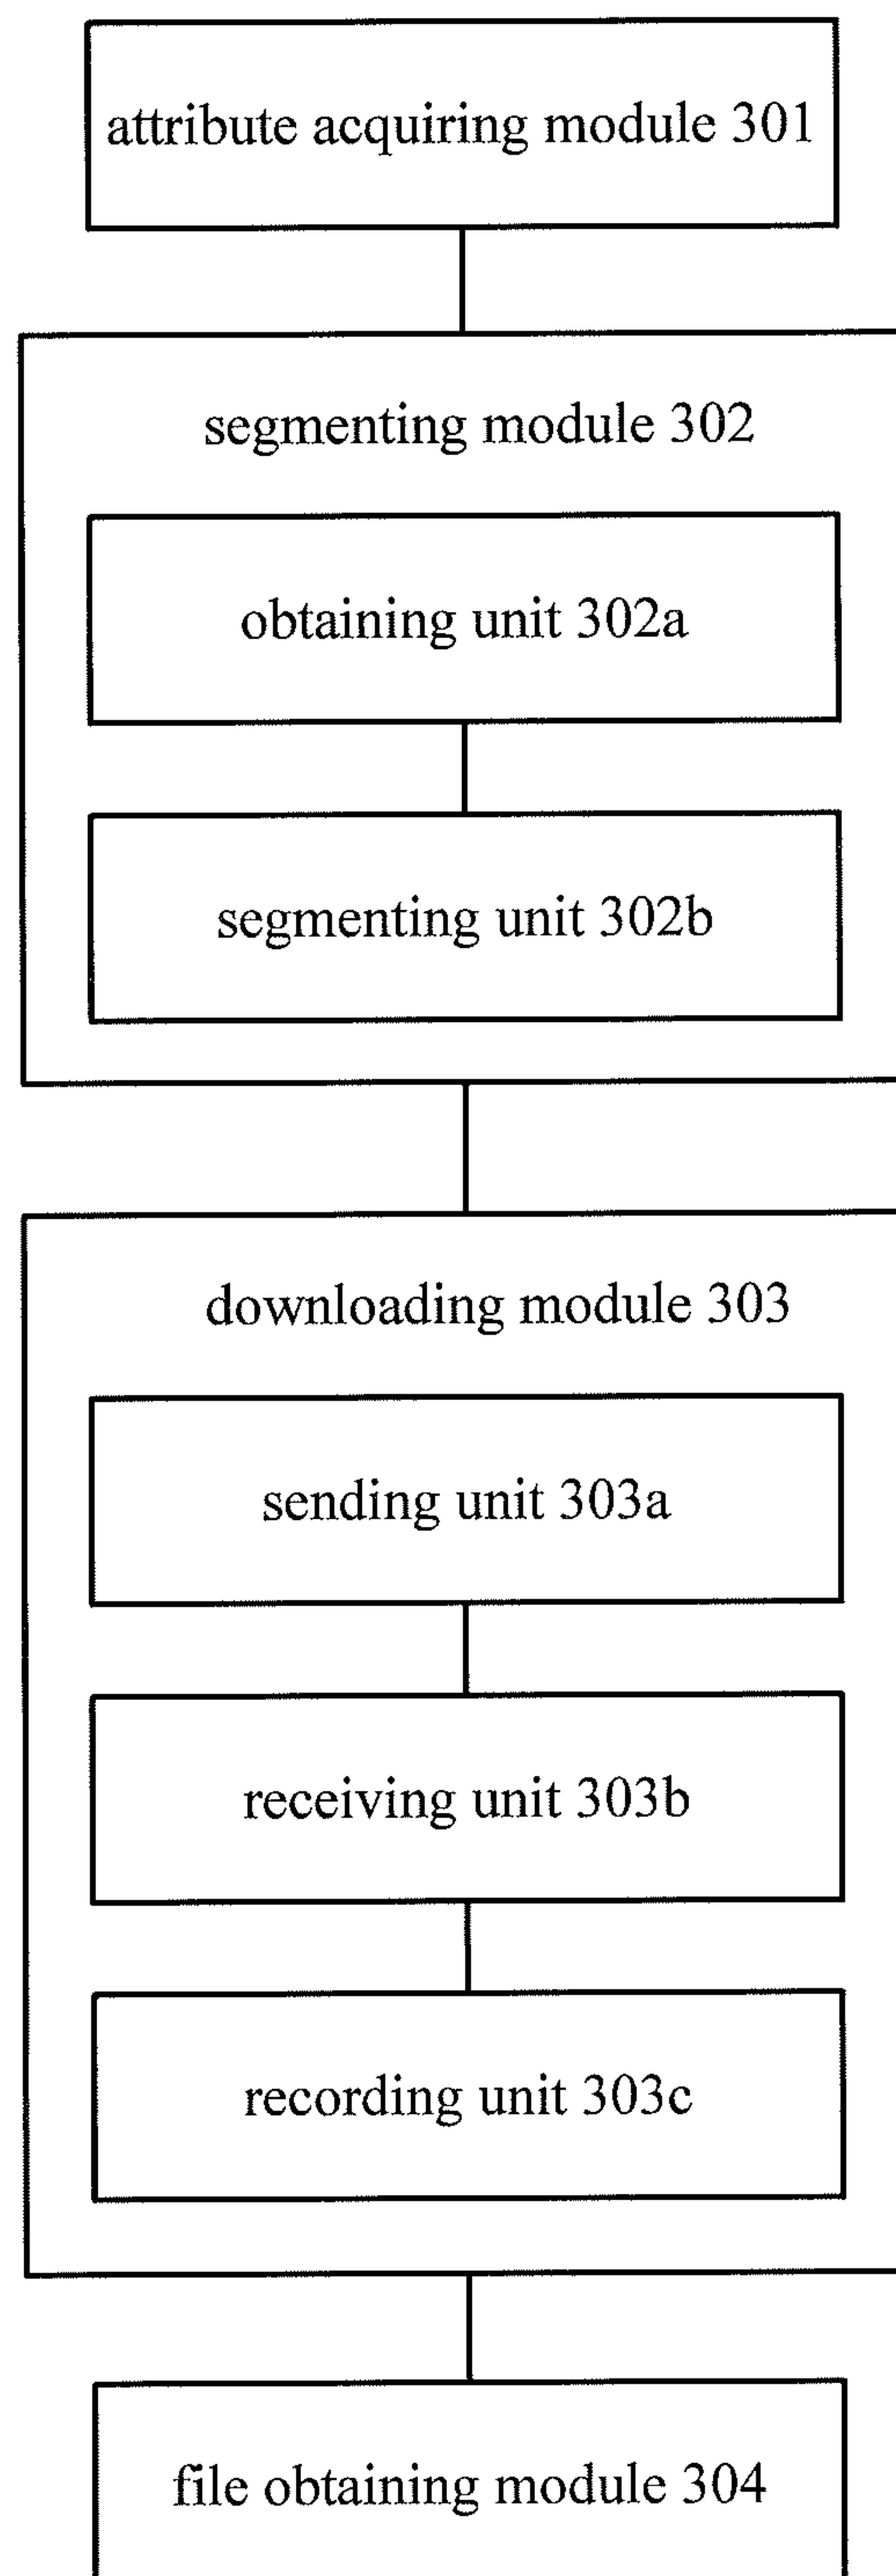 attribute acquiring module 301
segmenting module 302
obtaining unit 302a
segmenting unit 302b
downloading module 303
sending unit 303a
receiving unit 303b
recording unit 303c
file obtaining module 304